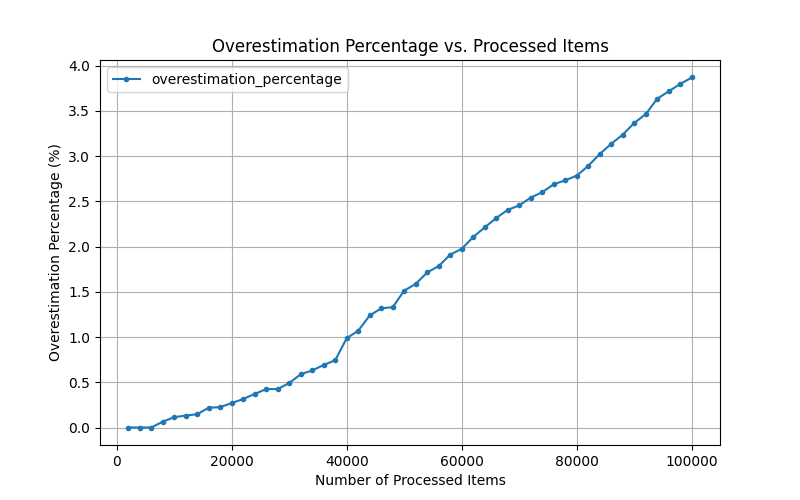 Overestimation Percentage vs. Processed Items
overestimation_percentage
4.0
3.5
3.0
2.5
2.0
1.5
1.0
0.5
0.0
Overestimation Percentage (%)
0 20000 40000 60000 80000 100000
Number of Processed Items